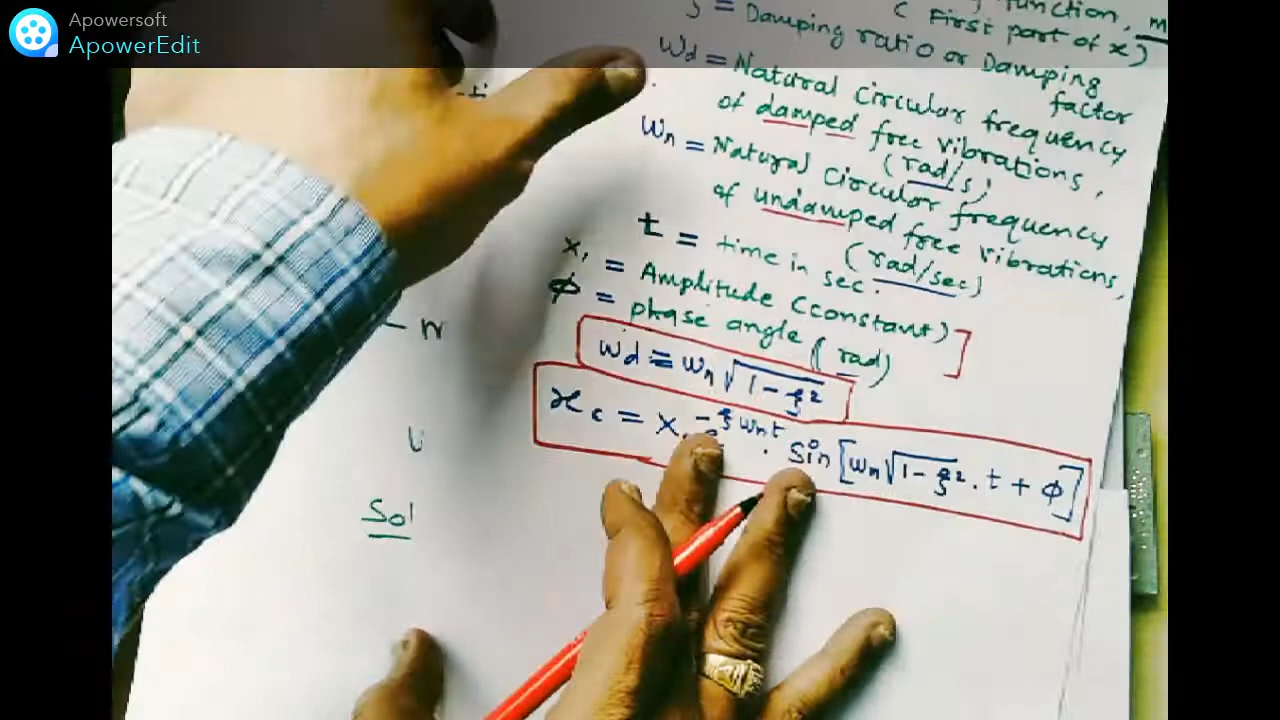 Apowersoft
ApowerEdit
function, m
( First part of x)
ξ = Damping ratio or Damping factor
ωd = Natural Circular frequency
of damped free vibrations,
(rad/s)
ωn = Natural Circular frequency
of undamped free vibrations,
(rad/sec)
t = time in sec.
x1 = Amplitude (constant)
φ = phase angle (rad)
ωd = ωn √1-ξ²
xc = X1 e^-ξωnt . Sin [ωn√1-ξ² . t + φ]
Sol